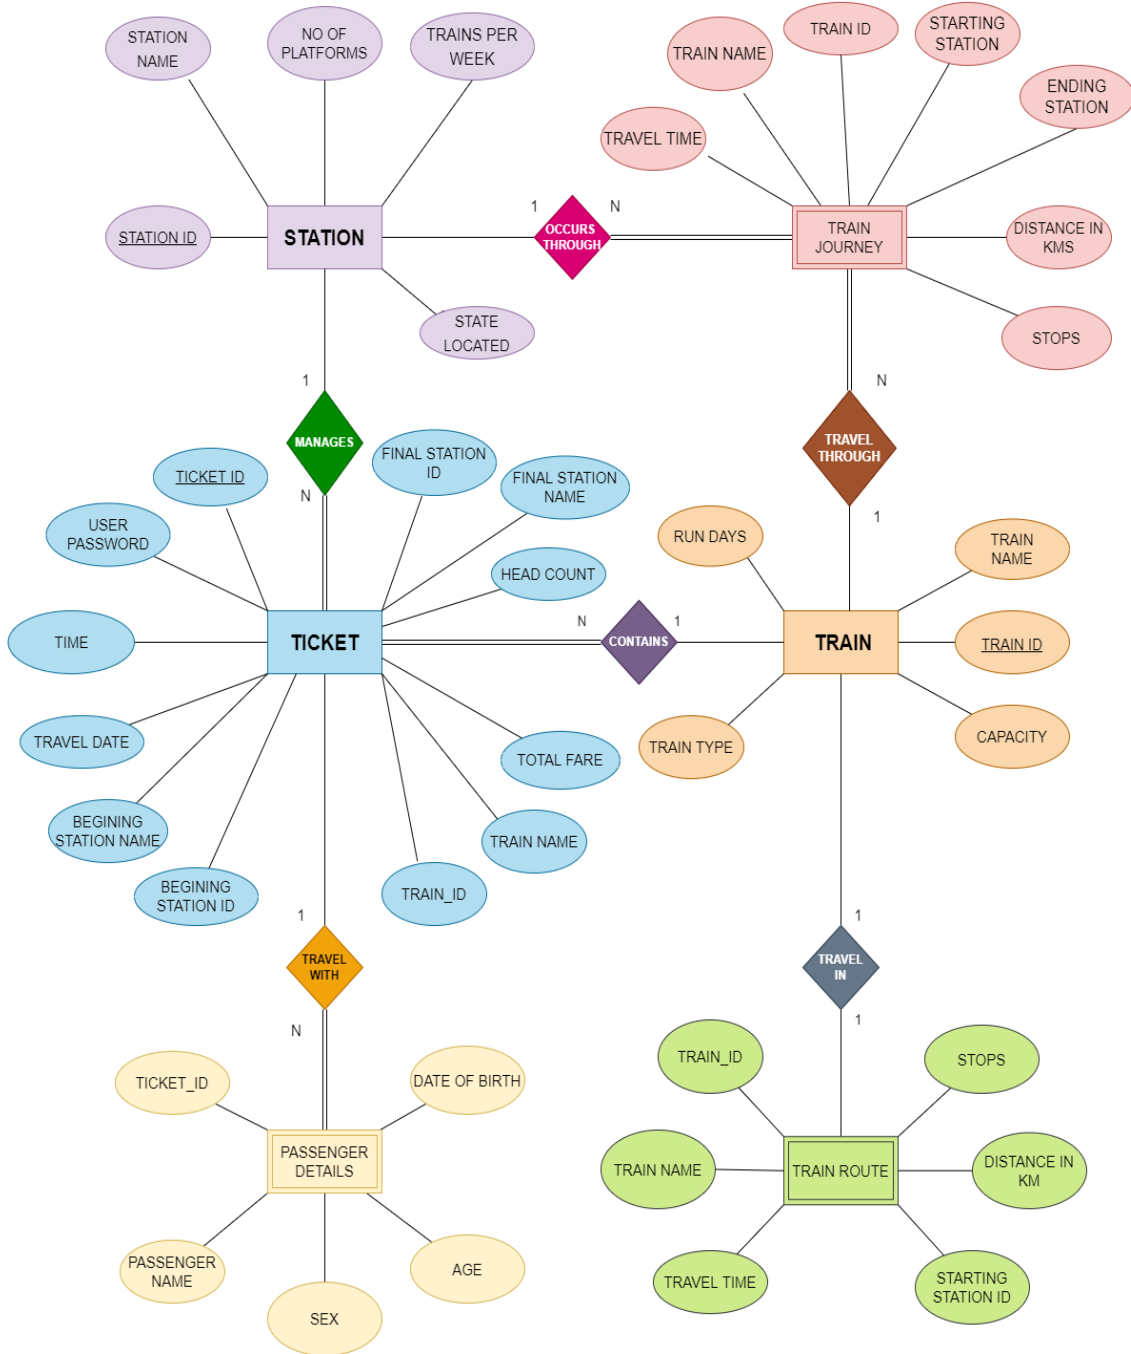 STATION
NAME
NO OF
PLATFORMS
TRAINS PER
WEEK
TRAIN NAME
TRAIN ID
STARTING
STATION
ENDING
STATION
TRAVEL TIME
STATION ID
STATION
1
OCCURS
THROUGH
N
TRAIN
JOURNEY
DISTANCE IN
KMS
STATE
LOCATED
STOPS
1
MANAGES
N
N
TRAVEL
THROUGH
1
TICKET ID
FINAL STATION
ID
FINAL STATION
NAME
USER
PASSWORD
HEAD COUNT
RUN DAYS
TRAIN
NAME
TIME
TICKET
N
CONTAINS
1
TRAIN
TRAIN ID
TRAVEL DATE
TOTAL FARE
TRAIN TYPE
CAPACITY
BEGINING
STATION NAME
TRAIN NAME
BEGINING
STATION ID
TRAIN_ID
1
TRAVEL
WITH
N
1
TRAVEL
IN
1
TICKET_ID
DATE OF BIRTH
TRAIN_ID
STOPS
PASSENGER
DETAILS
TRAIN NAME
TRAIN ROUTE
DISTANCE IN
KM
PASSENGER
NAME
AGE
SEX
TRAVEL TIME
STARTING
STATION ID